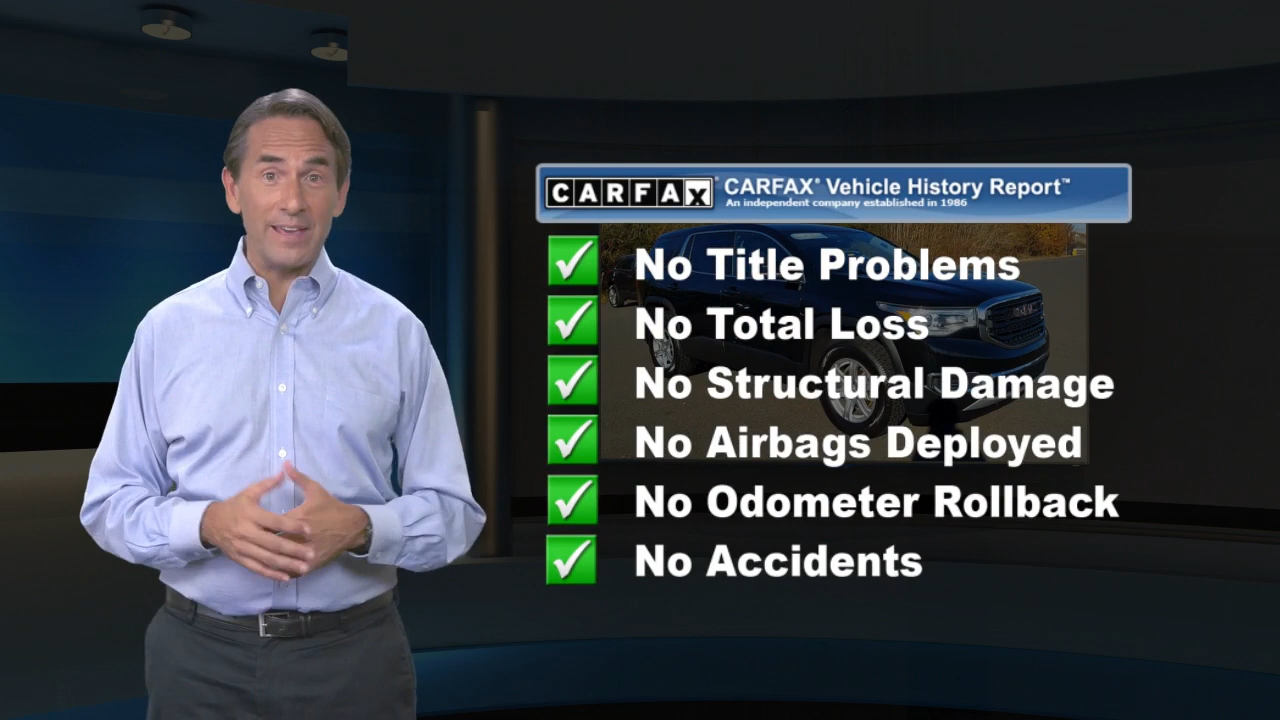 CARFAX® CARFAX® Vehicle History Report™
An independent company established in 1986
No Title Problems
No Total Loss
No Structural Damage
No Airbags Deployed
No Odometer Rollback
No Accidents
GMC